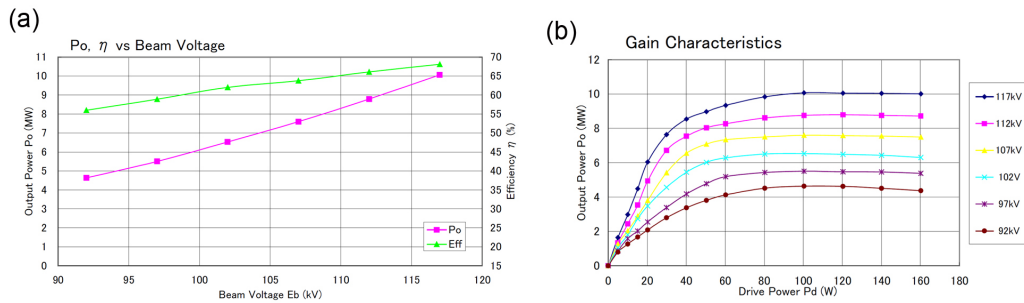 (a)
Po, η vs Beam Voltage
Output Power Po (MW)
11
10
9
8
7
6
5
4
3
2
1
0
90
95
100
105
110
115
120
Beam Voltage Eb (kV)
70
65
60
55
50
45
40
35
30
25
20
15
Efficiency η (%)
Po
Eff
(b)
Gain Characteristics
Output Power Po (MW)
12
10
8
6
4
2
0
0
20
40
60
80
100
120
140
160
180
Drive Power Pd (W)
117kV
112kV
107kV
102V
97kV
92kV